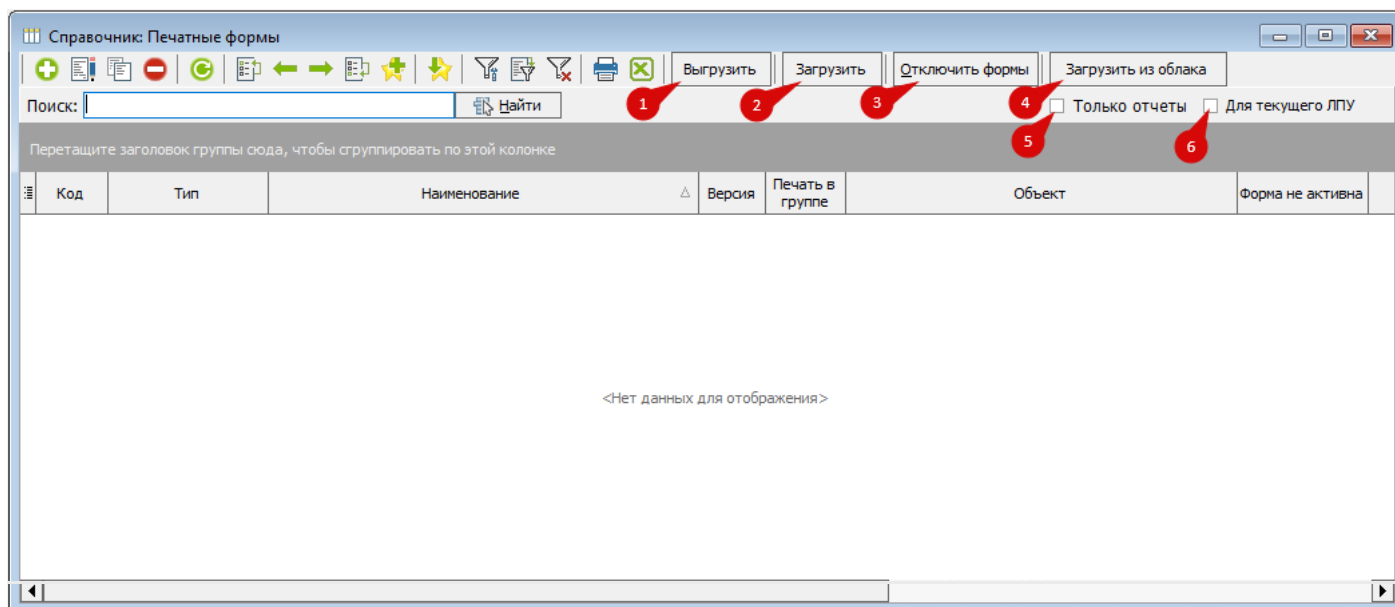 Справочник: Печатные формы
Выгрузить Загрузить Отключить формы Загрузить из облака
Поиск: Найти 1 2 3 4 Только отчеты Для текущего ЛПУ
5 6
Перетащите заголовок группы сюда, чтобы сгруппировать по этой колонке
Код Тип Наименование Версия Печать в группе Объект Форма не активна
<Нет данных для отображения>